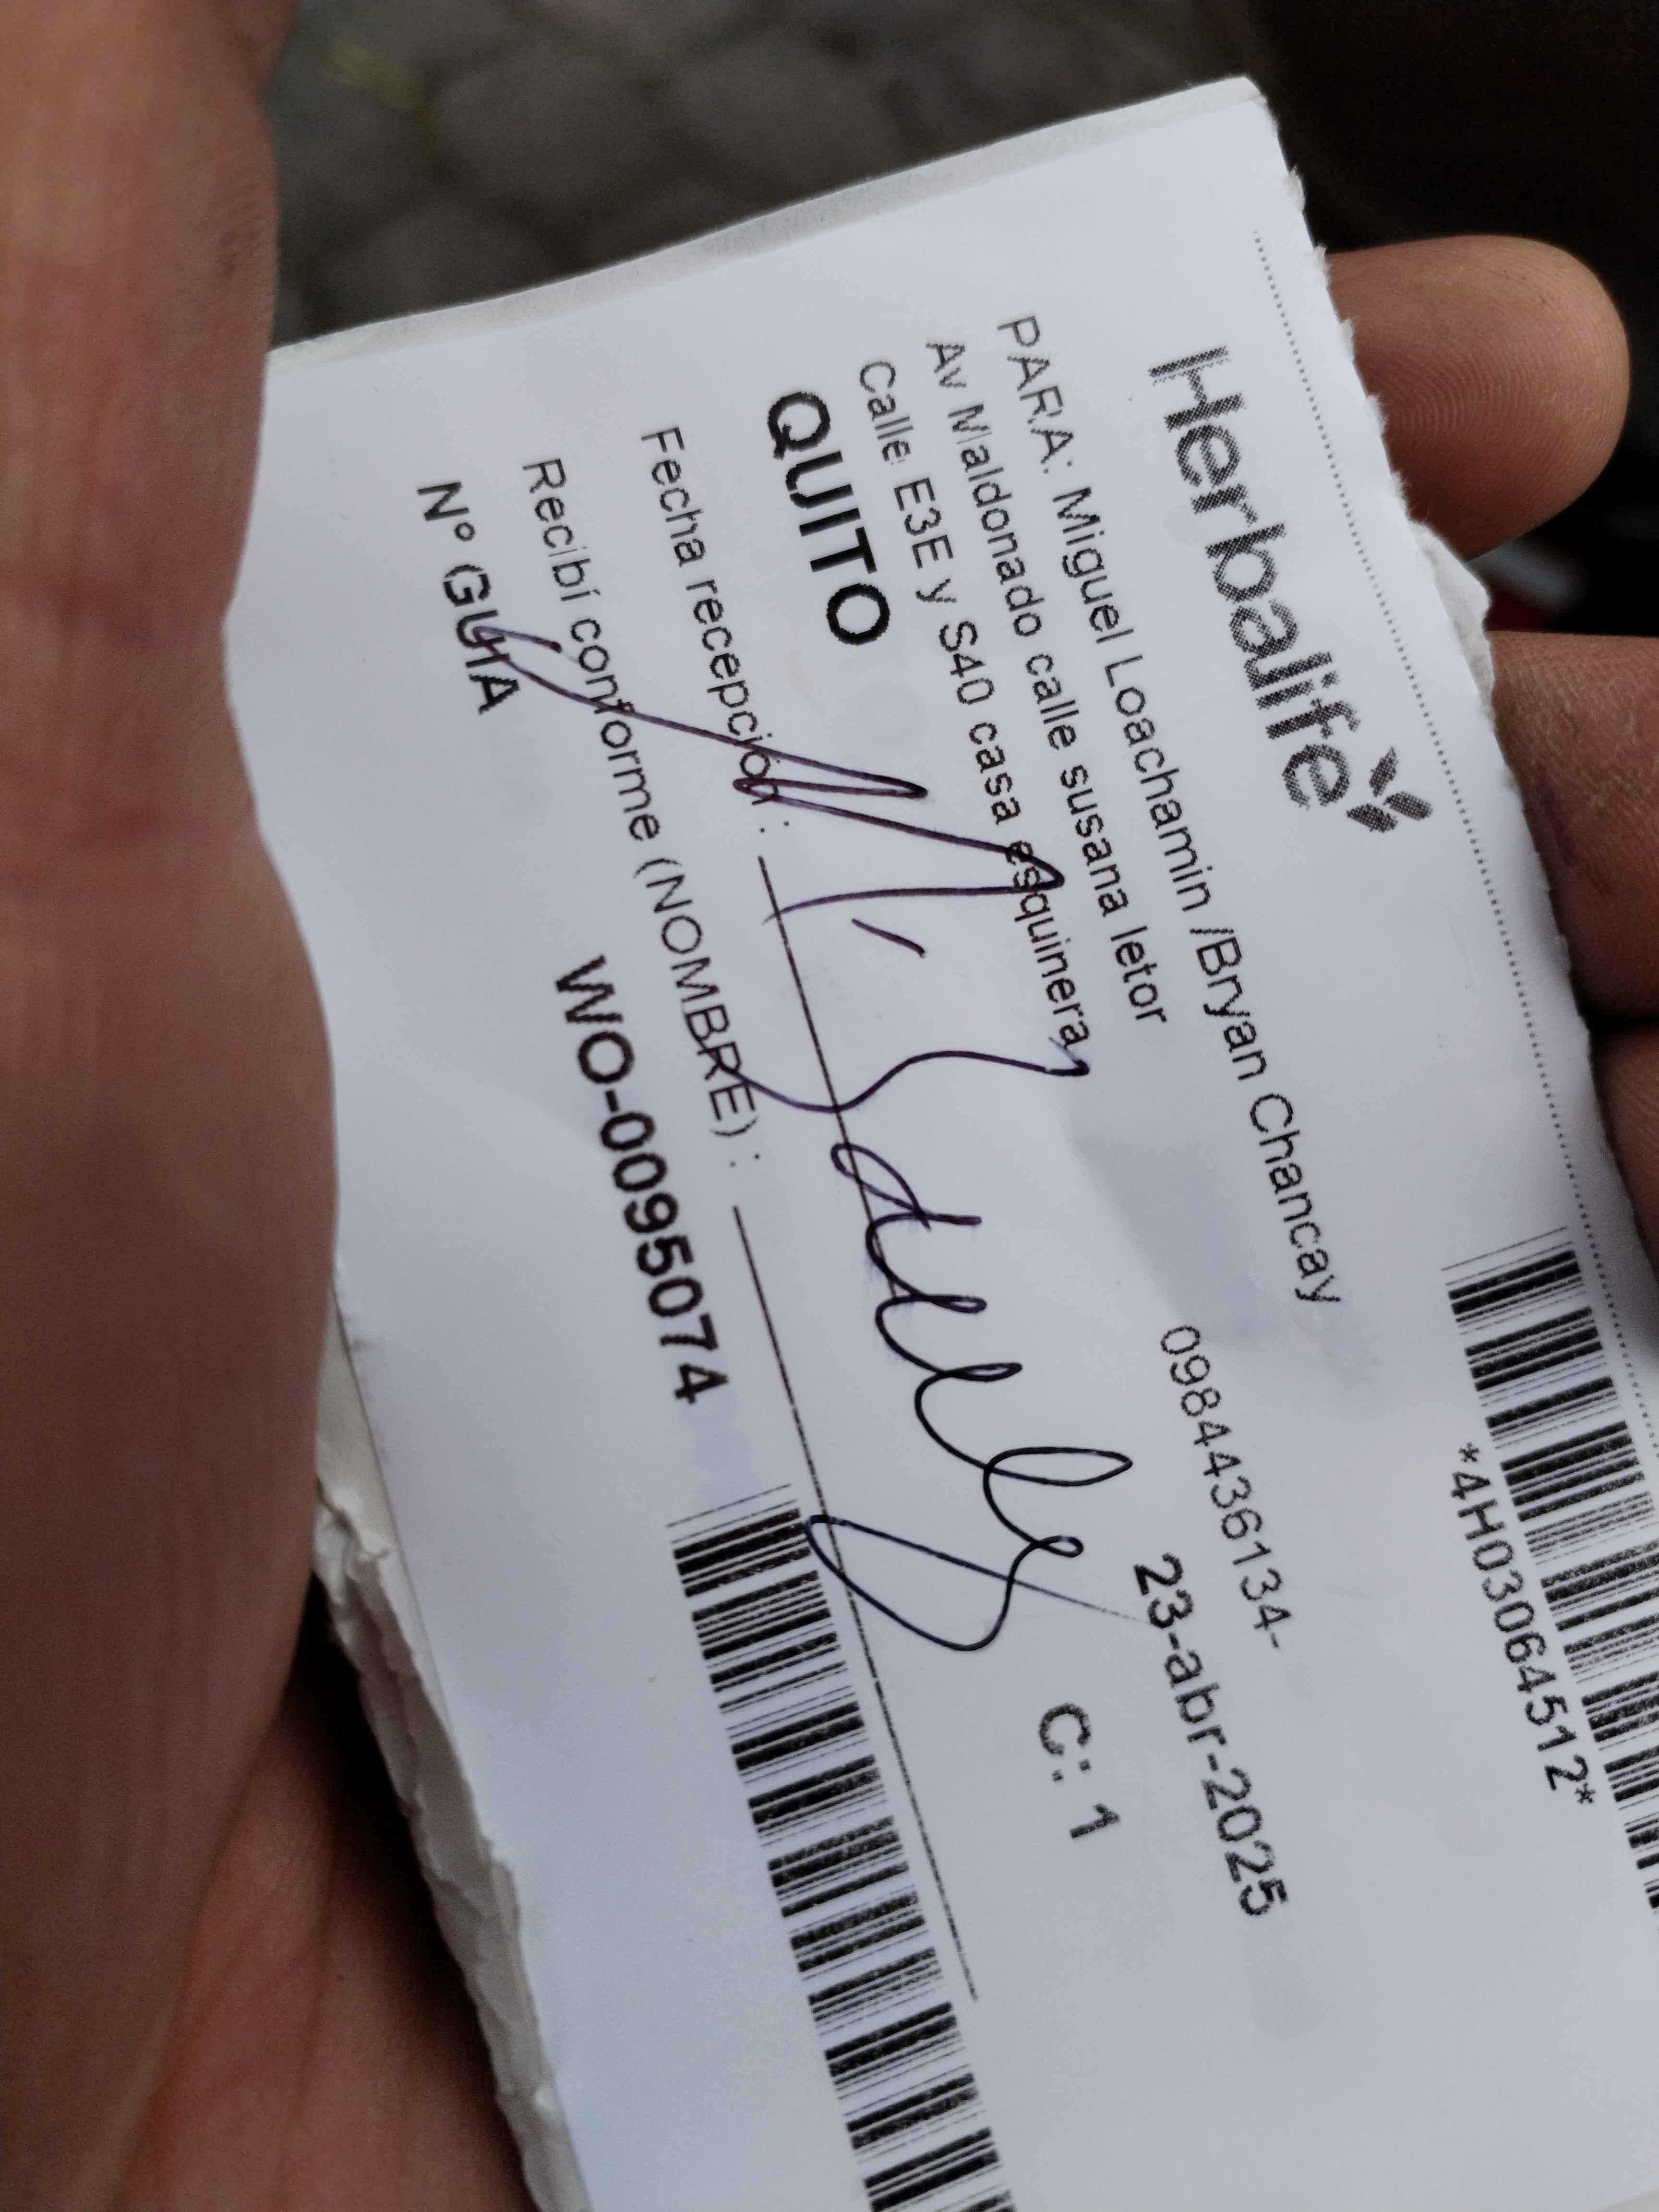 Herbalife
*4H03064512*
PARA: Miguel Loachamin /Bryan Chancay
Av Maldonado calle susana letor
0984436134-
Calle E3E y S40 casa esquinera
23-abr-2025
QUITO
C: 1
Fecha recepción:
Recibí conforme (NOMBRE) :
N° GUIA
WO-0095074